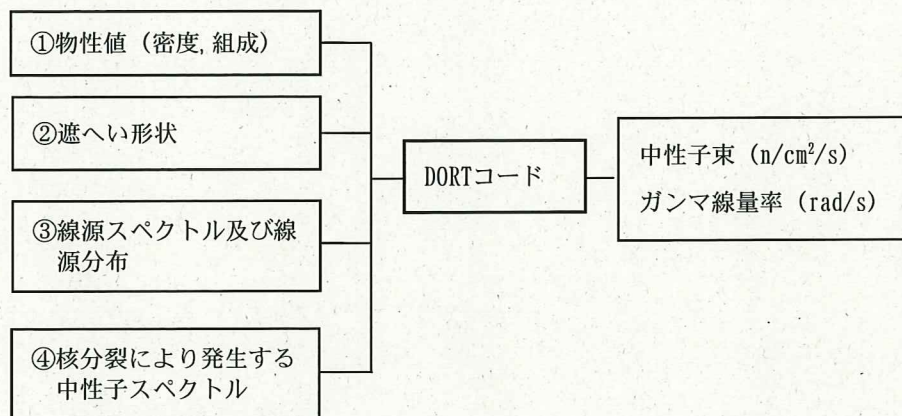 ①物性値（密度，組成）
②遮へい形状
③線源スペクトル及び線
源分布
④核分裂により発生する
中性子スペクトル
DORTコード
中性子束（n/cm²/s）
ガンマ線量率（rad/s）